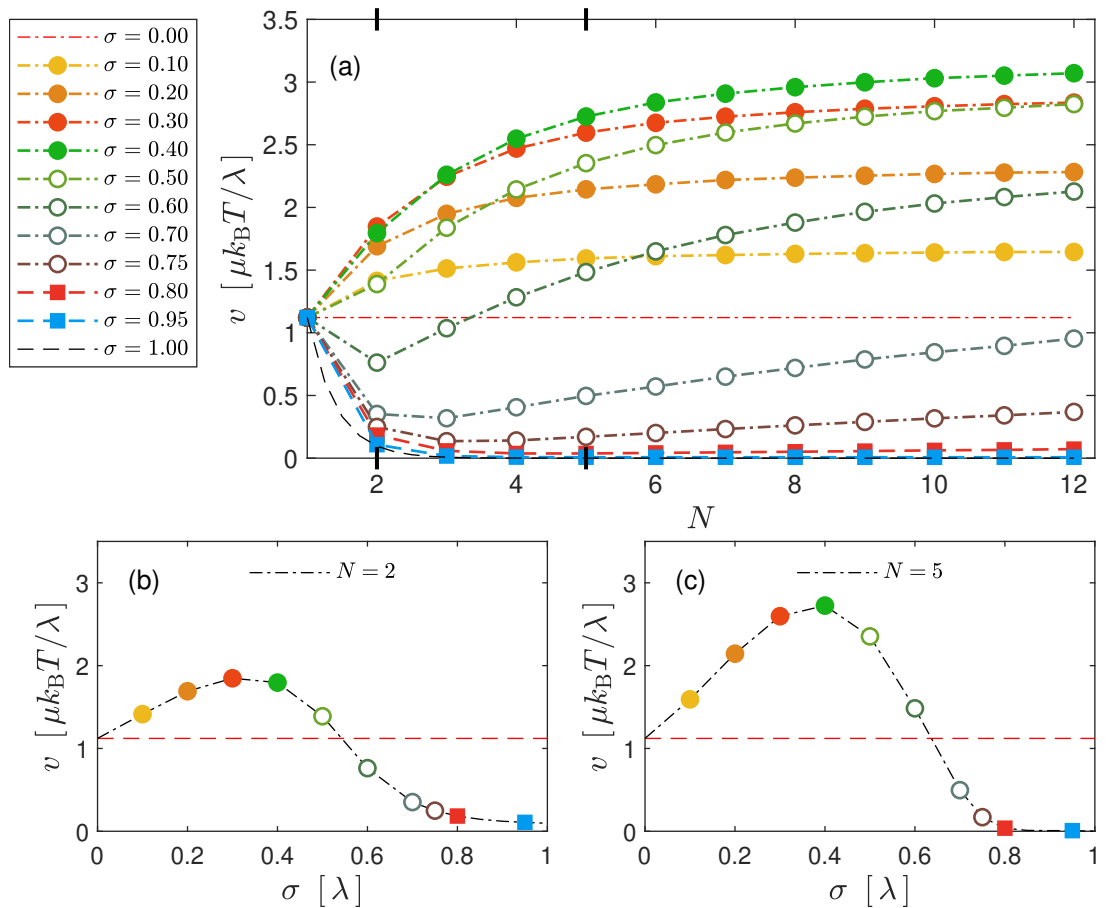 σ = 0.00
σ = 0.10
σ = 0.20
σ = 0.30
σ = 0.40
σ = 0.50
σ = 0.60
σ = 0.70
σ = 0.75
σ = 0.80
σ = 0.95
σ = 1.00
(a)
3.5
3
2.5
2
1.5
1
0.5
0
v [ μk_BT/λ ]
2 4 6 8 10 12
N
(b)
N = 2
3
2
1
0
v [ μk_BT/λ ]
0 0.2 0.4 0.6 0.8 1
σ [ λ ]
(c)
N = 5
3
2
1
0
v [ μk_BT/λ ]
0 0.2 0.4 0.6 0.8 1
σ [ λ ]